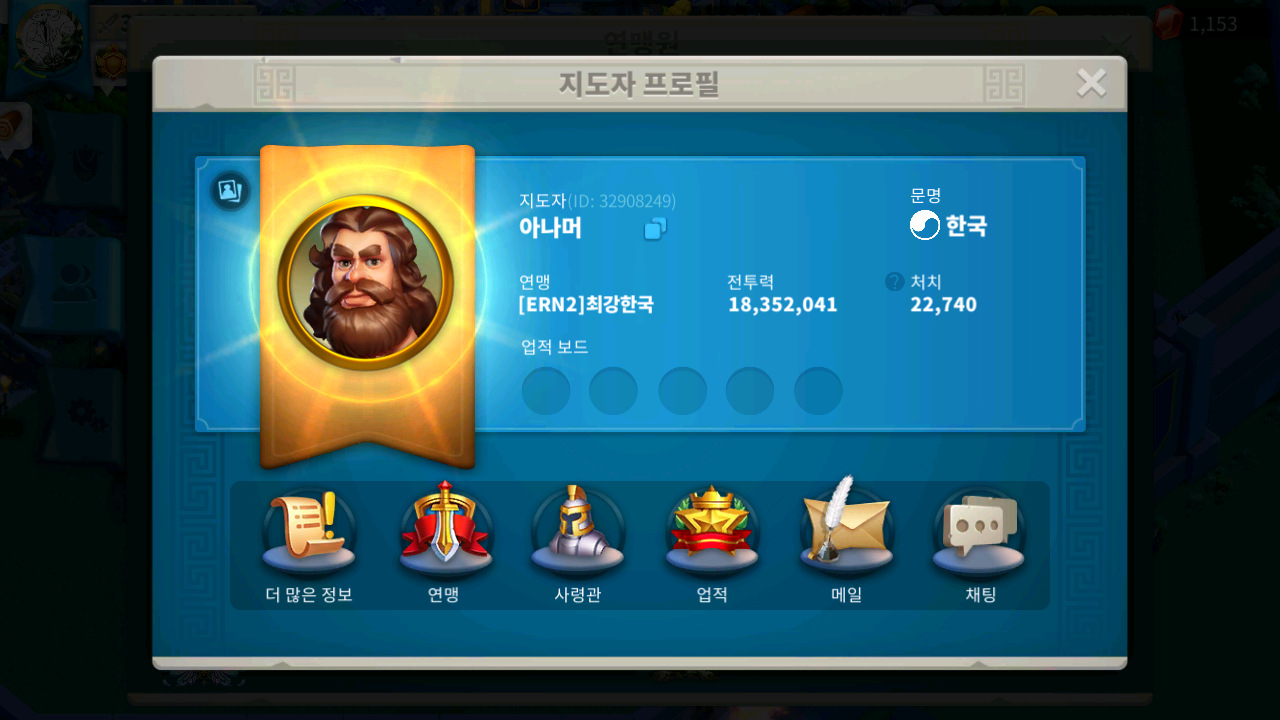 연맹원
1,153
지도자 프로필
지도자(ID: 32908249)
아나머
문명
한국
연맹
[ERN2]최강한국
전투력
18,352,041
? 처치
22,740
업적 보드
더 많은 정보
연맹
사령관
업적
메일
채팅